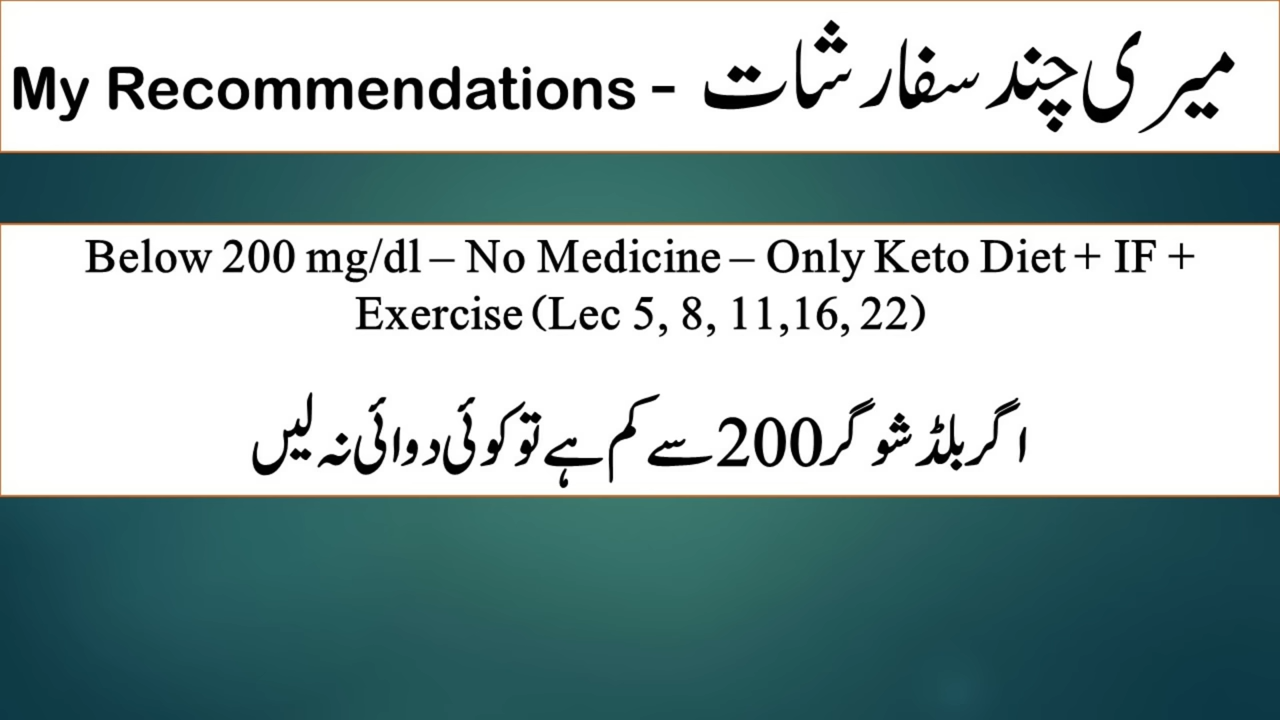 My Recommendations - میری چند سفارشات
Below 200 mg/dl – No Medicine – Only Keto Diet + IF +
Exercise (Lec 5, 8, 11,16, 22)
اگر بلڈ شوگر 200 سے کم ہے تو کوئی دوائی نہ لیں